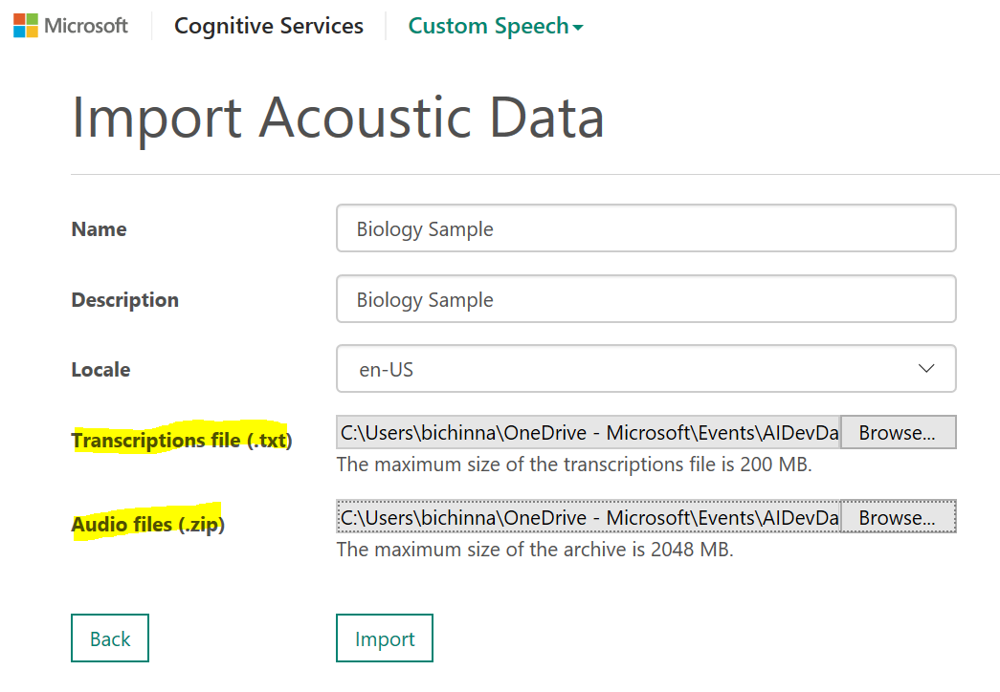 Microsoft Cognitive Services Custom Speech
Import Acoustic Data
Name Biology Sample
Description Biology Sample
Locale en-US
Transcriptions file (.txt) C:\Users\bichinna\OneDrive - Microsoft\Events\AIDevDa Browse...
The maximum size of the transcriptions file is 200 MB.
Audio files (.zip) C:\Users\bichinna\OneDrive - Microsoft\Events\AIDevDa Browse...
The maximum size of the archive is 2048 MB.
Back Import